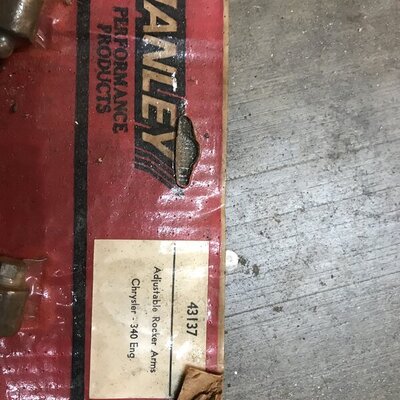 ANLEY
PERFORMANCE
PRODUCTS
43137
Adjustable Rocker Arms
Chrysler - 340 Eng.